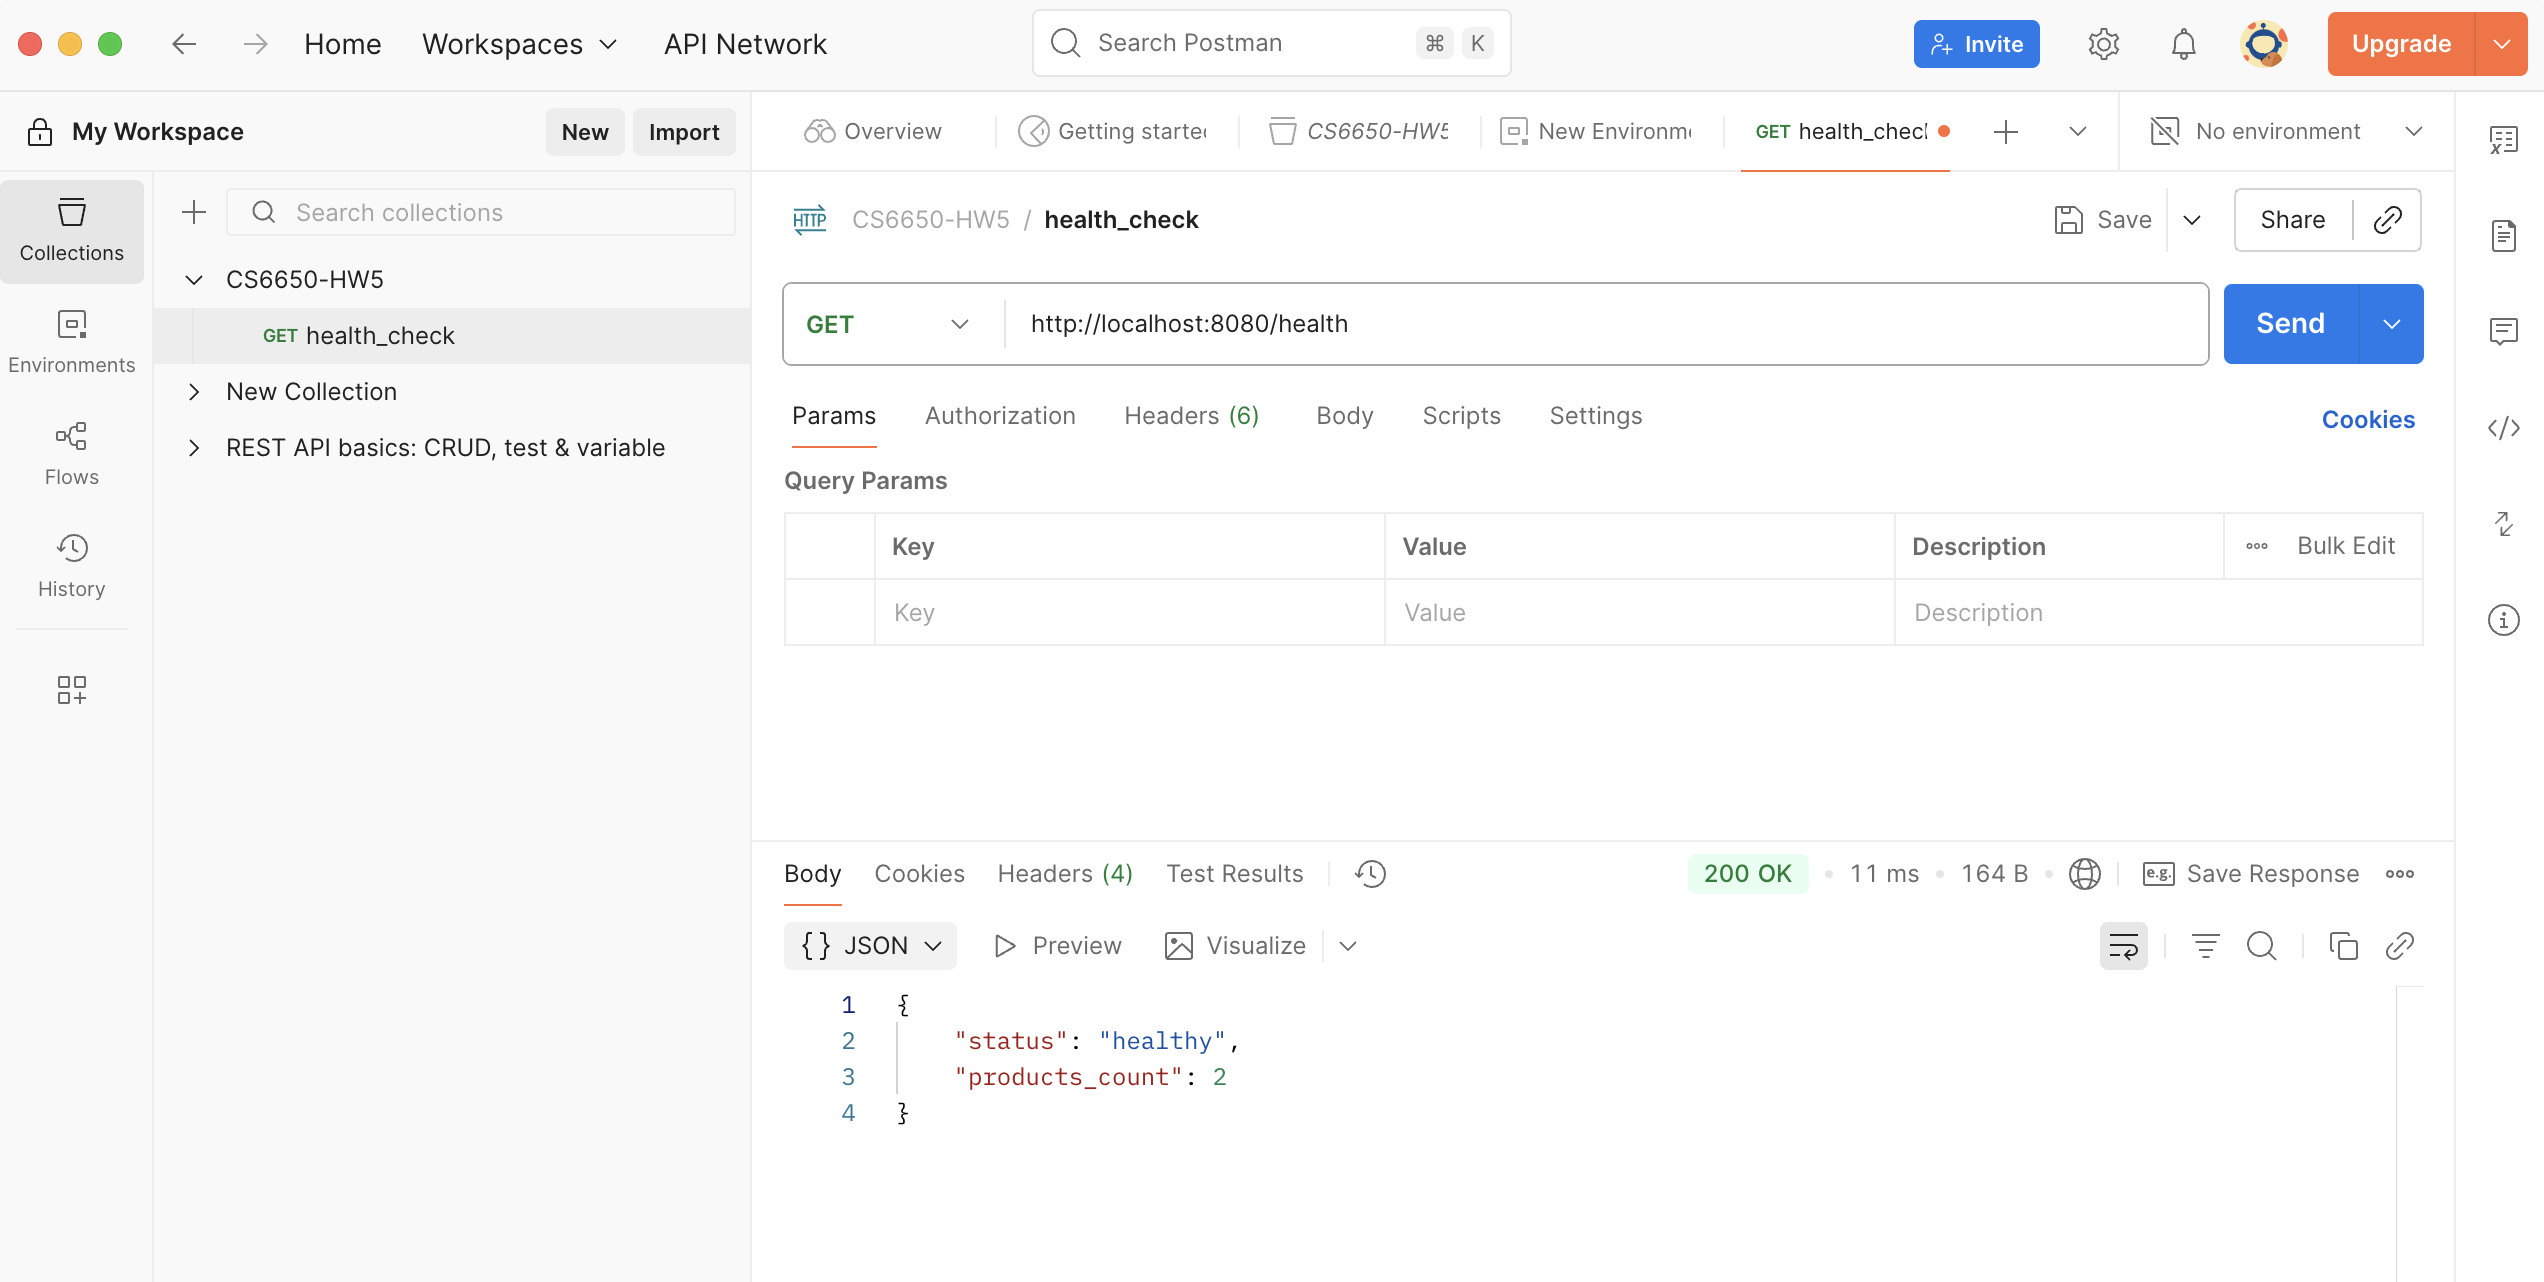 Home Workspaces API Network Search Postman ⌘ K Invite Upgrade
My Workspace New Import Overview Getting started CS6650-HW5 New Environm GET health_check No environment
Collections
Environments
Flows
History
Search collections
CS6650-HW5
GET health_check
New Collection
REST API basics: CRUD, test & variable
HTTP CS6650-HW5 / health_check Save Share
GET http://localhost:8080/health Send
Params Authorization Headers (6) Body Scripts Settings Cookies
Query Params
Key Value Description Bulk Edit
Key Value Description
Body Cookies Headers (4) Test Results 200 OK • 11 ms • 164 B • e.g. Save Response
{} JSON Preview Visualize
1 {
2 "status": "healthy",
3 "products_count": 2
4 }